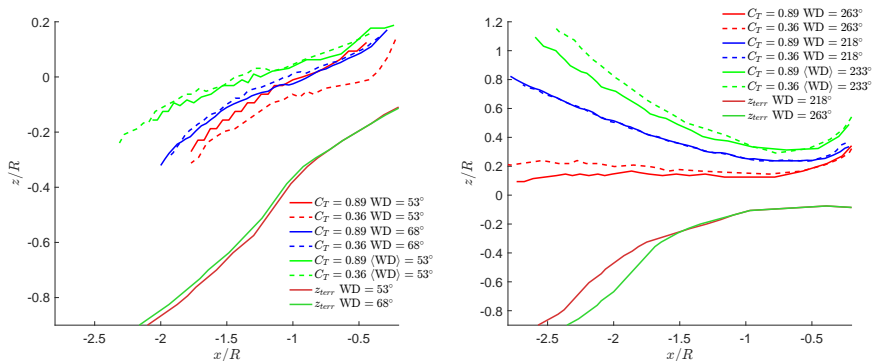 0.2
0
-0.2
-0.4
-0.6
-0.8
z/R
-2.5
-2
-1.5
-1
-0.5
x/R
C_T = 0.89 WD = 53°
C_T = 0.36 WD = 53°
C_T = 0.89 WD = 68°
C_T = 0.36 WD = 68°
C_T = 0.89 ⟨WD⟩ = 53°
C_T = 0.36 ⟨WD⟩ = 53°
z_terr WD = 53°
z_terr WD = 68°
1.2
1
0.8
0.6
0.4
0.2
0
-0.2
-0.4
-0.6
-0.8
z/R
-2.5
-2
-1.5
-1
-0.5
x/R
C_T = 0.89 WD = 263°
C_T = 0.36 WD = 263°
C_T = 0.89 WD = 218°
C_T = 0.36 WD = 218°
C_T = 0.89 ⟨WD⟩ = 233°
C_T = 0.36 ⟨WD⟩ = 233°
z_terr WD = 218°
z_terr WD = 263°